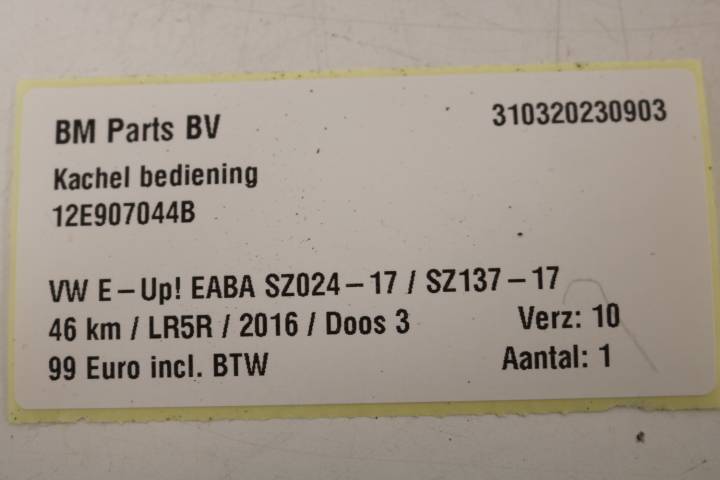 BM Parts BV 310320230903
Kachel bediening
12E907044B
VW E-Up! EABA SZ024-17 / SZ137-17
46 km / LR5R / 2016 / Doos 3 Verz: 10
99 Euro incl. BTW Aantal: 1